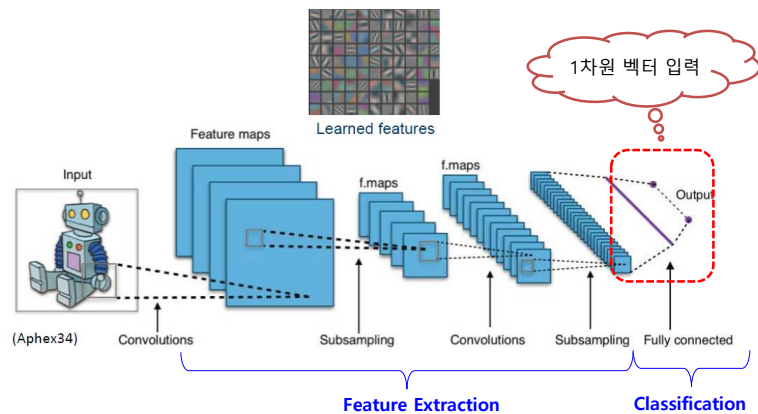 1차원 벡터 입력
Learned features
Feature maps
Input
f.maps
f.maps
Output
(Aphex34)
Convolutions
Subsampling
Convolutions
Subsampling
Fully connected
Feature Extraction
Classification